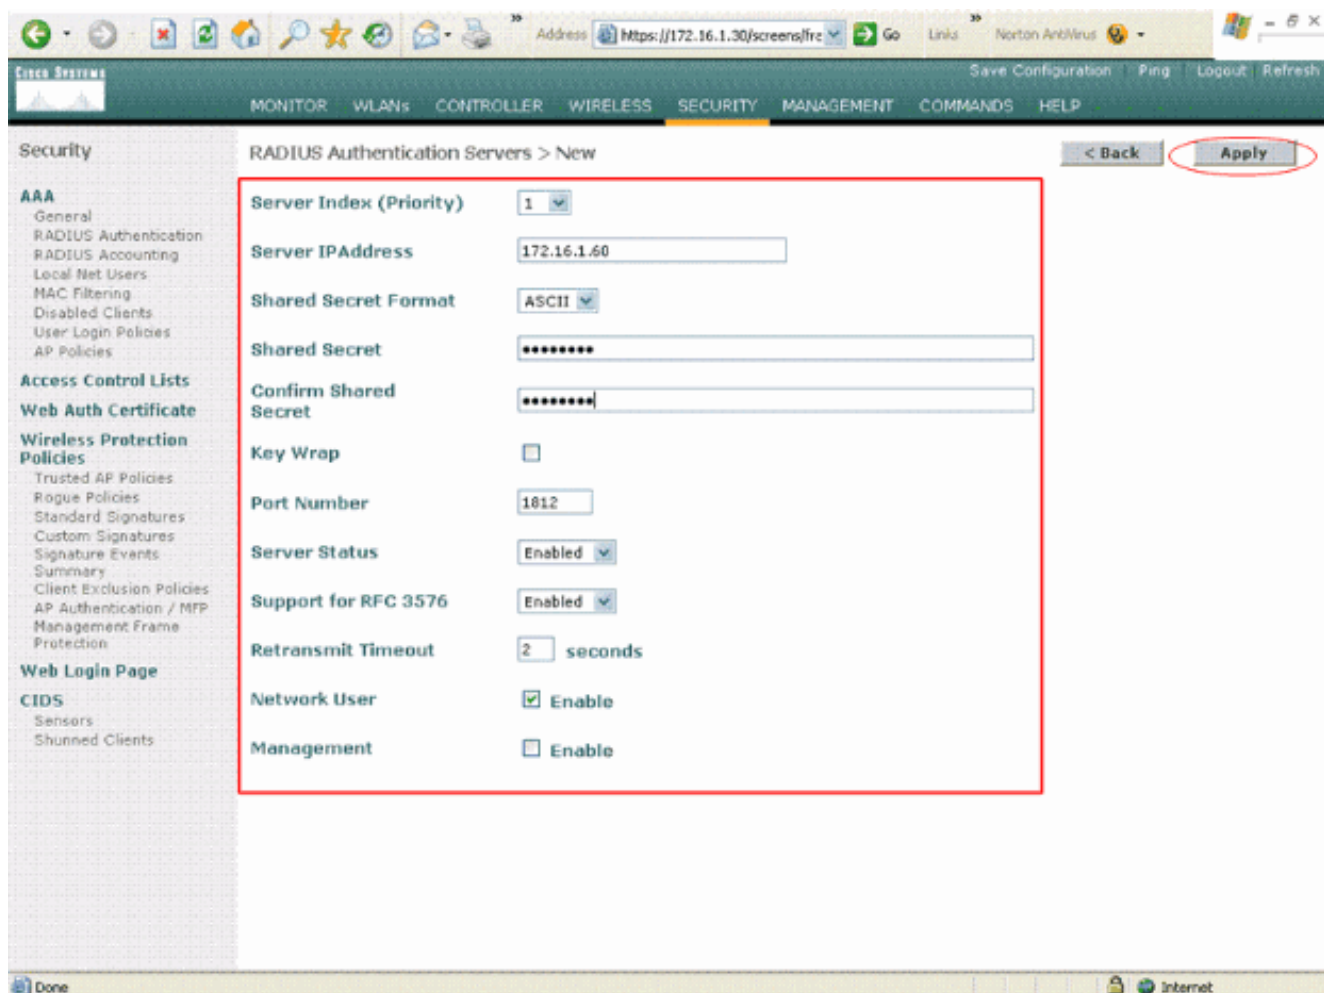 Address https://172.16.1.30/screens/frc Go Links Norton AntiVirus
CISCO SYSTEMS
Save Configuration Ping Logout Refresh
MONITOR WLANs CONTROLLER WIRELESS SECURITY MANAGEMENT COMMANDS HELP
Security
RADIUS Authentication Servers > New
< Back
Apply
AAA
General
RADIUS Authentication
RADIUS Accounting
Local Net Users
MAC Filtering
Disabled Clients
User Login Policies
AP Policies
Access Control Lists
Web Auth Certificate
Wireless Protection
Policies
Trusted AP Policies
Rogue Policies
Standard Signatures
Custom Signatures
Signature Events
Summary
Client Exclusion Policies
AP Authentication / MFP
Management Frame
Protection
Web Login Page
CIDS
Sensors
Shunned Clients
Server Index (Priority) 1
Server IPAddress 172.16.1.60
Shared Secret Format ASCII
Shared Secret ••••••••
Confirm Shared
Secret ••••••••
Key Wrap
Port Number 1812
Server Status Enabled
Support for RFC 3576 Enabled
Retransmit Timeout 2 seconds
Network User Enable
Management Enable
Done
Internet